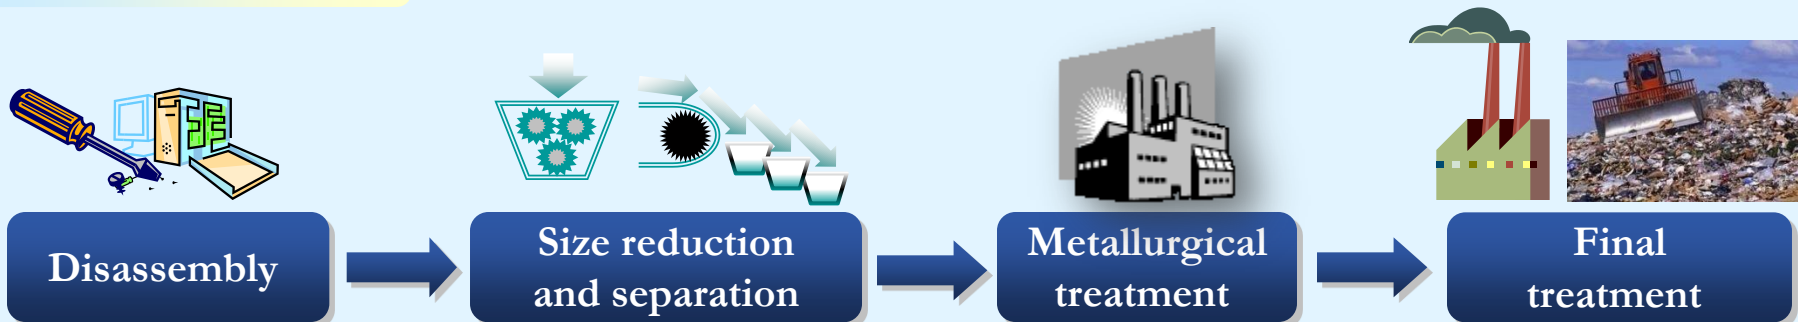 Disassembly
Size reduction
and separation
Metallurgical
treatment
Final
treatment